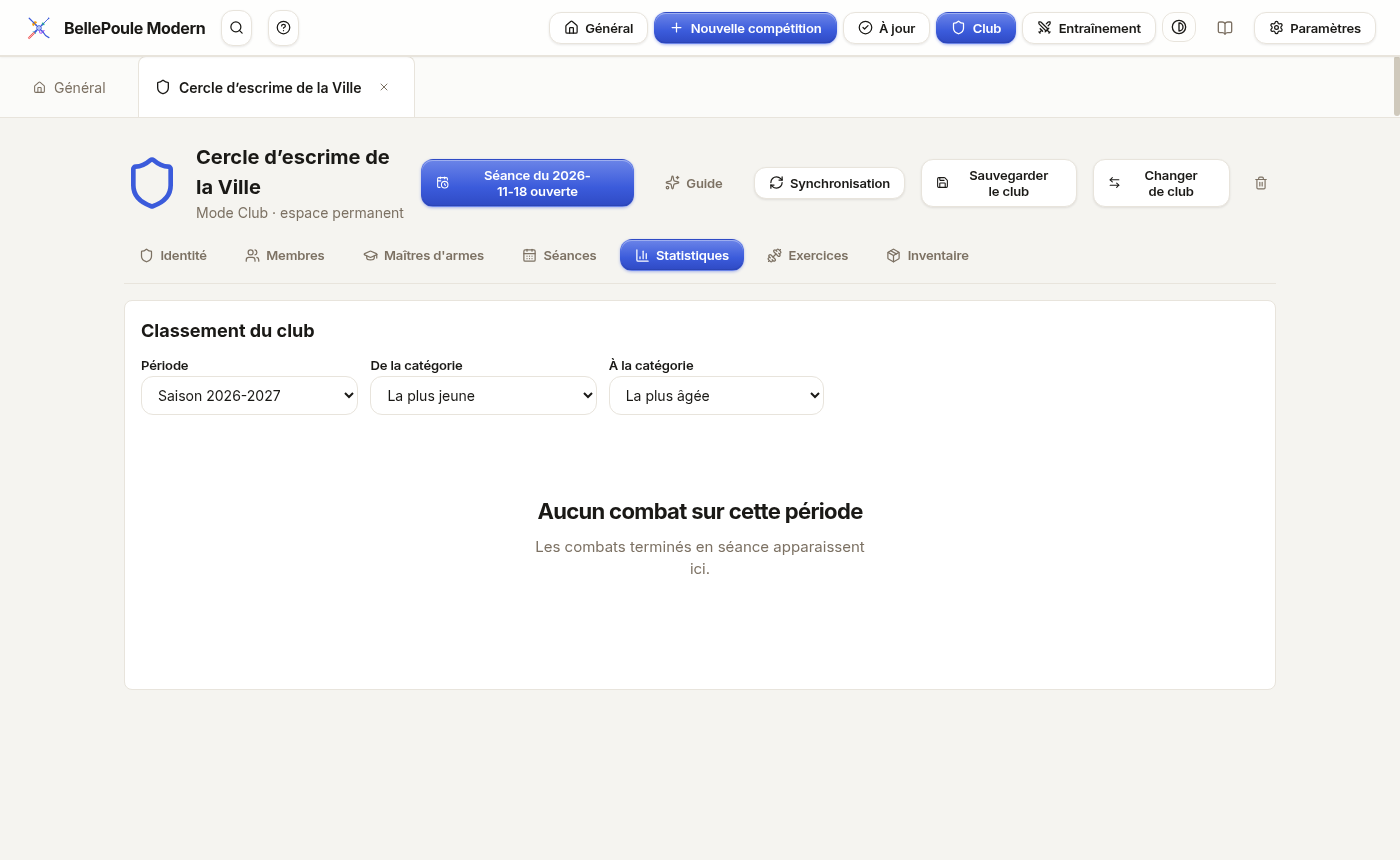 BellePoule Modern
Général
Nouvelle compétition
À jour
Club
Entraînement
Paramètres
Général
Cercle d’escrime de la Ville
Cercle d’escrime de
la Ville
Mode Club · espace permanent
Séance du 2026-
11-18 ouverte
Guide
Synchronisation
Sauvegarder
le club
Changer
de club
Identité
Membres
Maîtres d'armes
Séances
Statistiques
Exercices
Inventaire
Classement du club
Période
De la catégorie
À la catégorie
Saison 2026-2027
La plus jeune
La plus âgée
Aucun combat sur cette période
Les combats terminés en séance apparaissent
ici.